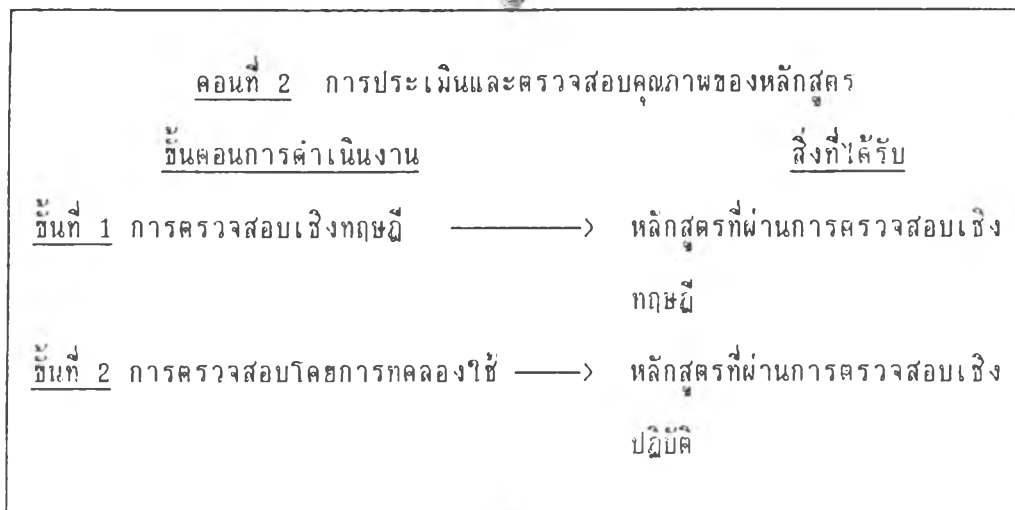 ตอนที่ 2 การประเมินและตรวจสอบคุณภาพของหลักสูตร
ขั้นตอนการดำเนินงาน สิ่งที่ได้รับ
ขั้นที่ 1 การตรวจสอบเชิงทฤษฎี ————> หลักสูตรที่ผ่านการตรวจสอบเชิง
ทฤษฎี
ขั้นที่ 2 การตรวจสอบโดยการทดลองใช้ ———> หลักสูตรที่ผ่านการตรวจสอบเชิง
ปฏิบัติ